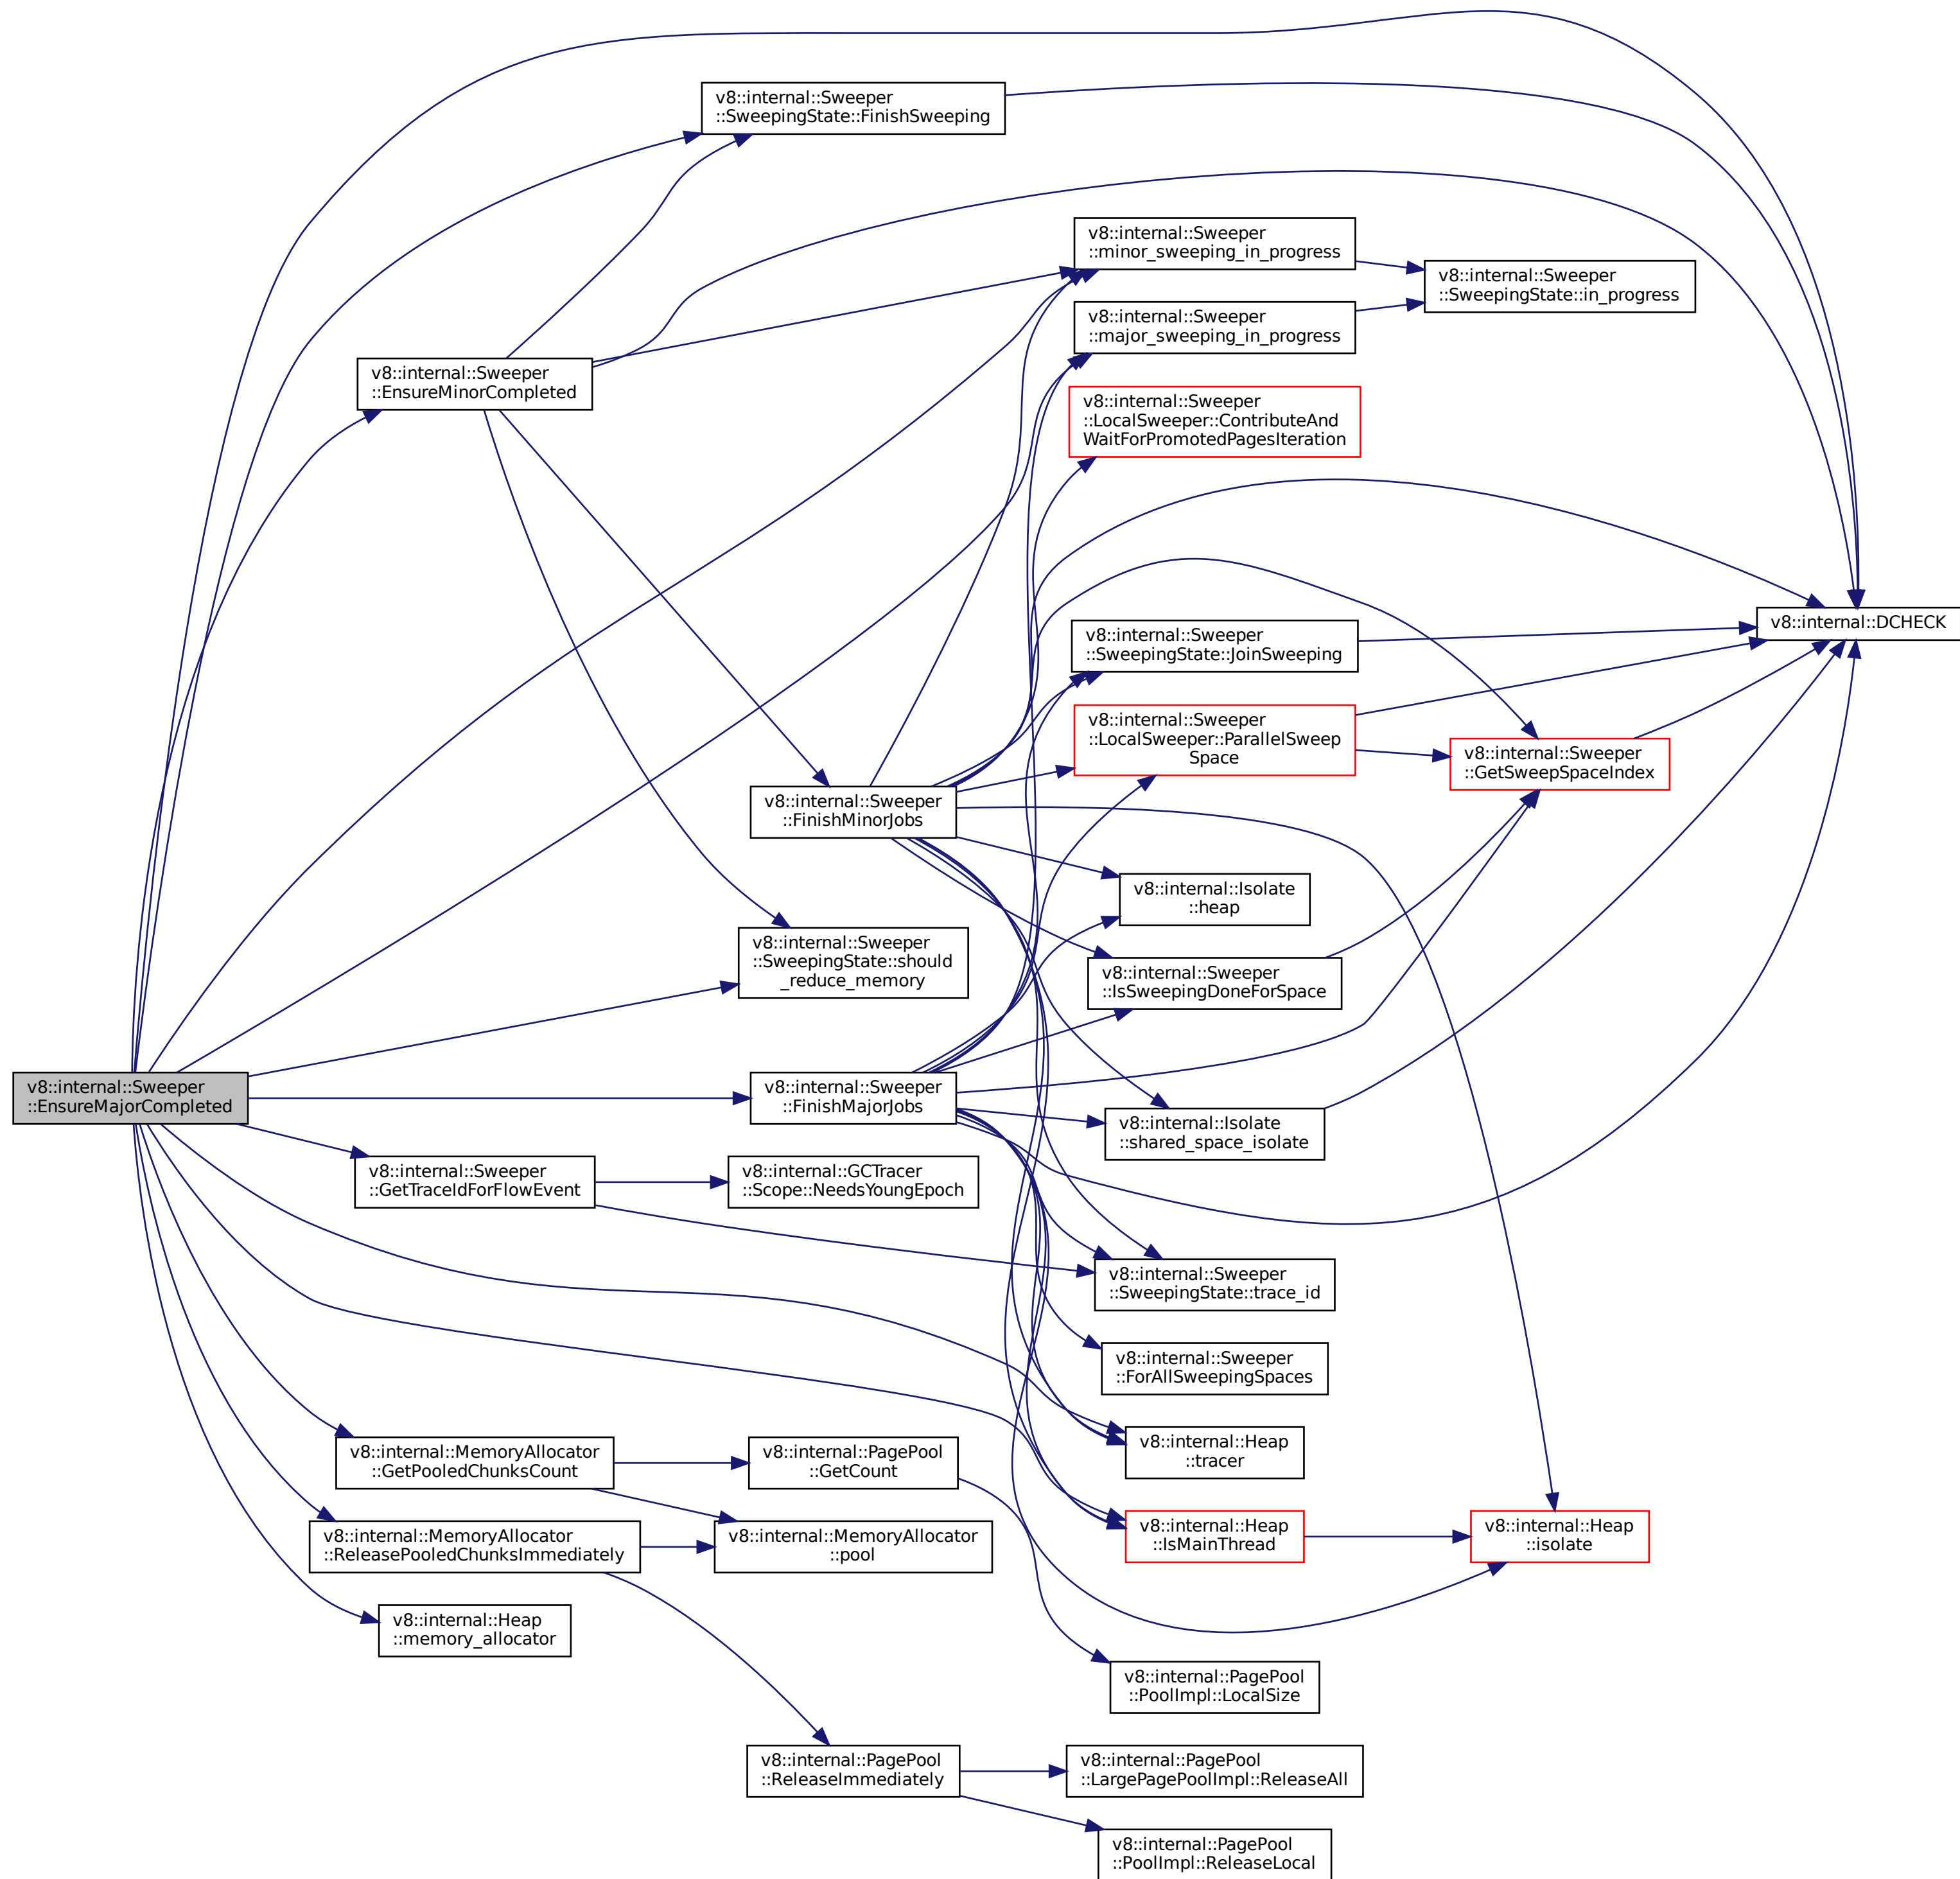 v8::internal::Sweeper
::SweepingState::FinishSweeping
v8::internal::Sweeper
::minor_sweeping_in_progress
v8::internal::Sweeper
::SweepingState::in_progress
v8::internal::Sweeper
::major_sweeping_in_progress
v8::internal::Sweeper
::EnsureMinorCompleted
v8::internal::Sweeper
::LocalSweeper::ContributeAnd
WaitForPromotedPagesIteration
v8::internal::DCHECK
v8::internal::Sweeper
::SweepingState::JoinSweeping
v8::internal::Sweeper
::LocalSweeper::ParallelSweep
Space
v8::internal::Sweeper
::GetSweepSpaceIndex
v8::internal::Sweeper
::FinishMinorJobs
v8::internal::Isolate
::heap
v8::internal::Sweeper
::SweepingState::should
_reduce_memory
v8::internal::Sweeper
::IsSweepingDoneForSpace
v8::internal::Sweeper
::EnsureMajorCompleted
v8::internal::Sweeper
::FinishMajorJobs
v8::internal::Isolate
::shared_space_isolate
v8::internal::Sweeper
::GetTraceIdForFlowEvent
v8::internal::GCTracer
::Scope::NeedsYoungEpoch
v8::internal::Sweeper
::SweepingState::trace_id
v8::internal::Sweeper
::ForAllSweepingSpaces
v8::internal::MemoryAllocator
::GetPooledChunksCount
v8::internal::PagePool
::GetCount
v8::internal::Heap
::tracer
v8::internal::MemoryAllocator
::ReleasePooledChunksImmediately
v8::internal::MemoryAllocator
::pool
v8::internal::Heap
::IsMainThread
v8::internal::Heap
::isolate
v8::internal::Heap
::memory_allocator
v8::internal::PagePool
::PoolImpl::LocalSize
v8::internal::PagePool
::ReleaseImmediately
v8::internal::PagePool
::LargePagePoolImpl::ReleaseAll
v8::internal::PagePool
::PoolImpl::ReleaseLocal